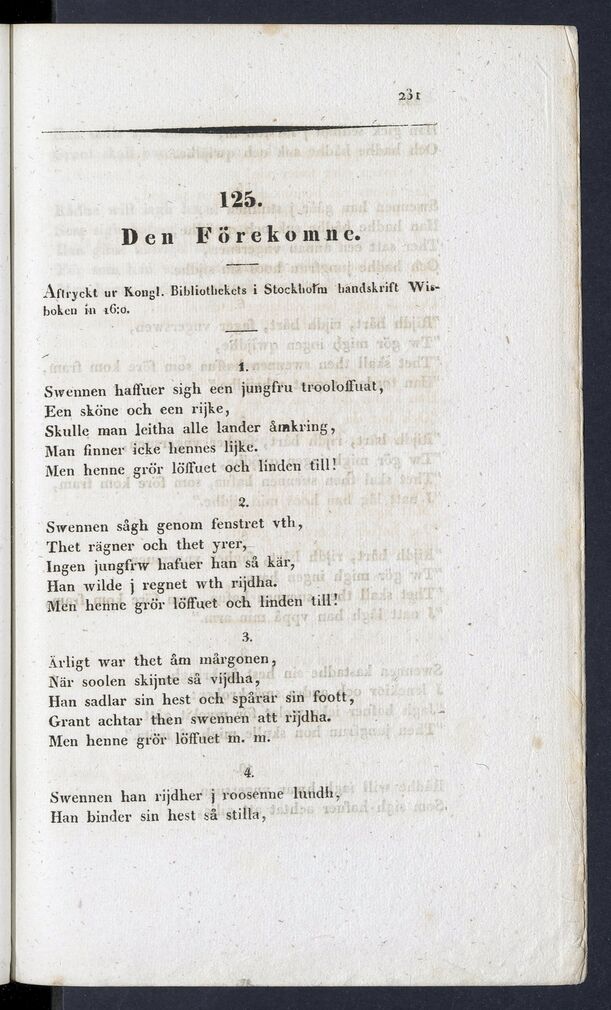 231
125.
Den Förekomne.
Aftryckt ur Kongl. Bibliothekets i Stockholm handskrift Wis-
boken in 16:o.
1.
Swennen haffuer sigh een jungfru trooloffuat,
Een sköne och een rijke,
Skulle man leitha alle lander åmkring,
Man finner icke hennes lijke.
Men henne grör löffuet och linden till!
2.
Swennen sågh genom fenstret vth,
Thet rägner och thet yrer,
Ingen jungfrw hafuer han så kär,
Han wilde j regnet wth rijdha.
Men henne grör löffuet och linden till!
3.
Ärligt war thet åm mårgonen,
När soolen skijnte så vijdha,
Han sadlar sin hest och spårar sin foott,
Grant achtar then swennen att rijdha.
Men henne grör löffuet m. m.
4.
Swennen han rijdher j roosenne lundh,
Han binder sin hest så stilla,